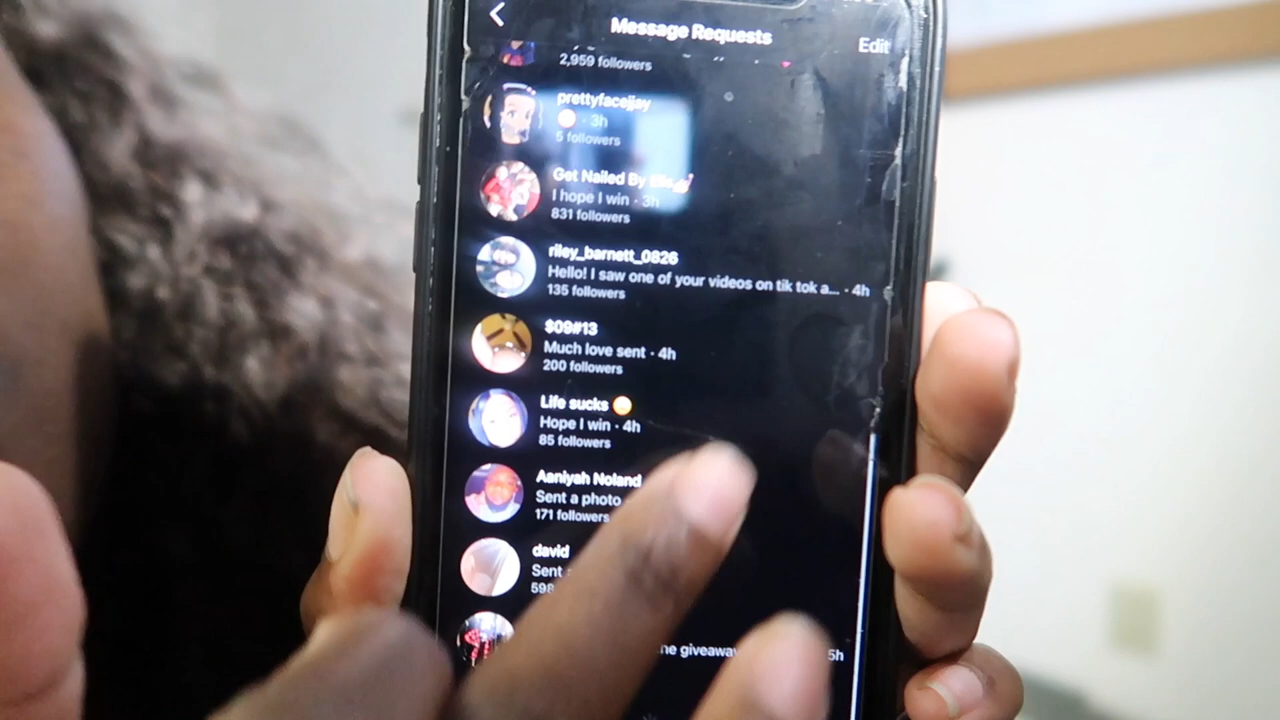 Message Requests
Edit
2,959 followers
prettyfacejjay
· 3h
5 followers
Get Nailed By
I hope I win · 3h
831 followers
riley_barnett_0826
Hello! I saw one of your videos on tik tok a... · 4h
135 followers
$09#13
Much love sent · 4h
200 followers
Life sucks
Hope I win · 4h
85 followers
Aaniyah Noland
Sent a photo
171 followers
david
Sent
598
giveaway
5h